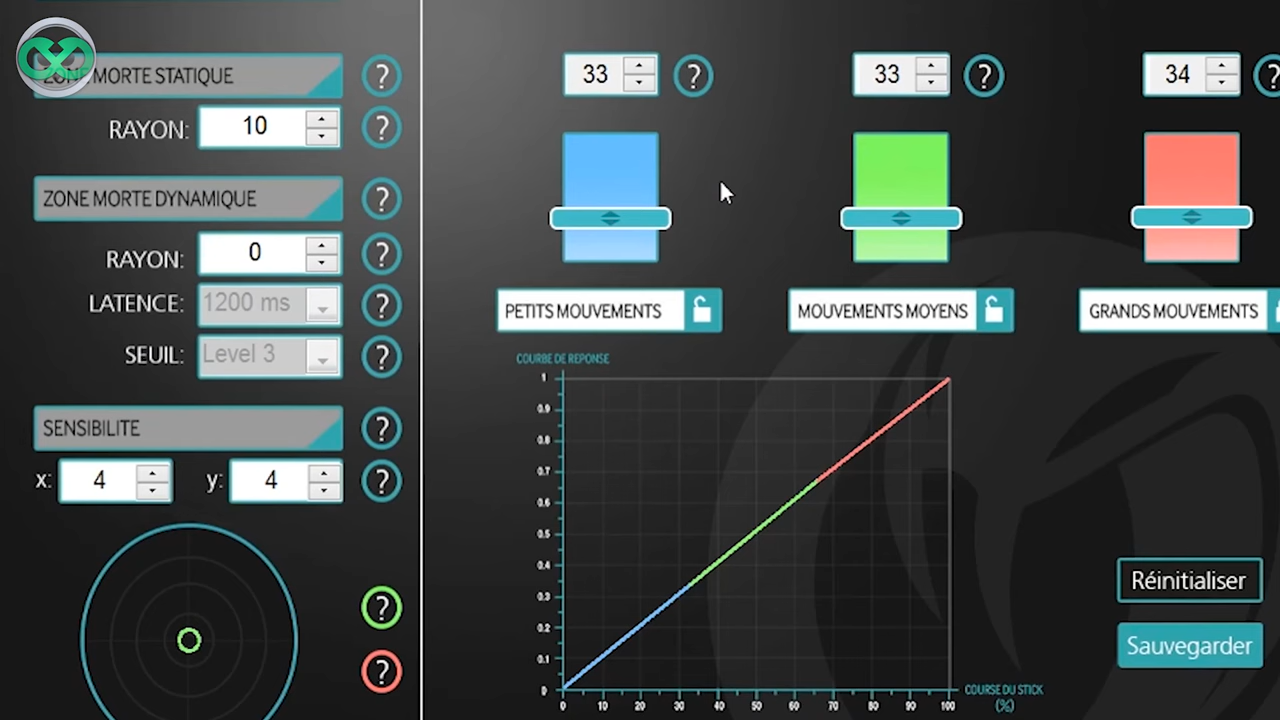 ZONE MORTE STATIQUE ?
RAYON: 10 ?
ZONE MORTE DYNAMIQUE ?
RAYON: 0 ?
LATENCE: 1200 ms ?
SEUIL: Level 3 ?
SENSIBILITE ?
x: 4 y: 4 ?
?
?
33 ? 33 ? 34 ?
PETITS MOUVEMENTS MOUVEMENTS MOYENS GRANDS MOUVEMENTS
COURBE DE REPONSE
1
0.9
0.8
0.7
0.6
0.5
0.4
0.3
0.2
0.1
0
0 10 20 30 40 50 60 70 80 90 100
COURSE DU STICK
(%)
Réinitialiser
Sauvegarder